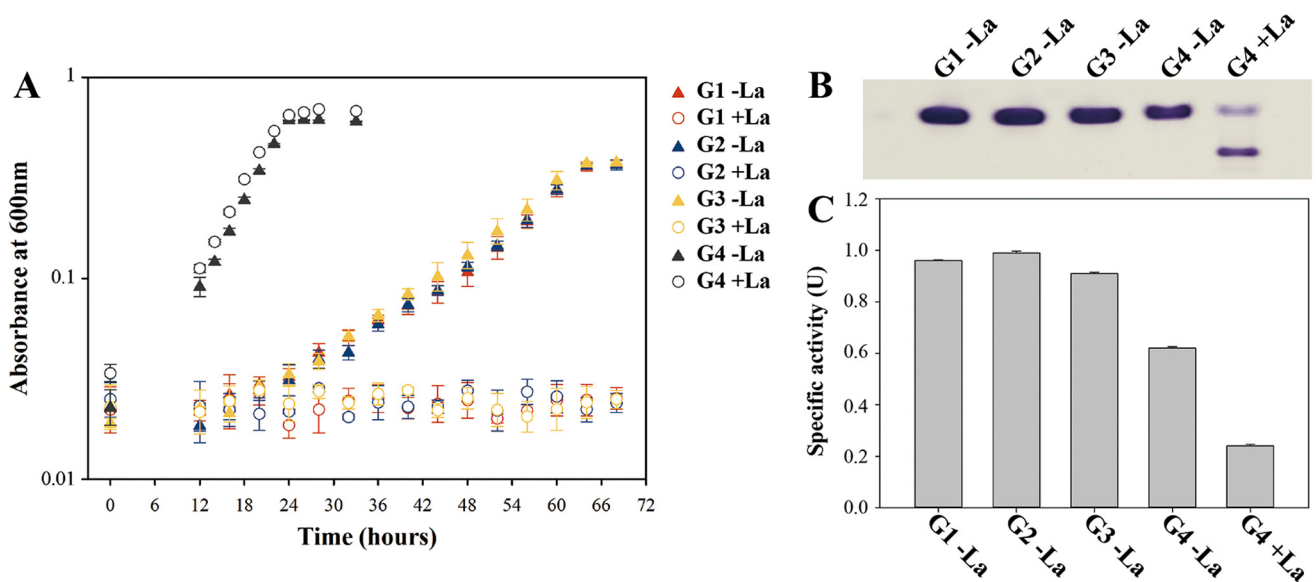 A
Absorbance at 600nm
1
0.1
0.01
0 6 12 18 24 30 36 42 48 54 60 66 72
Time (hours)
G1 -La
G1 +La
G2 -La
G2 +La
G3 -La
G3 +La
G4 -La
G4 +La
B
G1 -La
G2 -La
G3 -La
G4 -La
G4 +La
C
Specific activity (U)
1.2
1.0
0.8
0.6
0.4
0.2
0.0
G1 -La
G2 -La
G3 -La
G4 -La
G4 +La